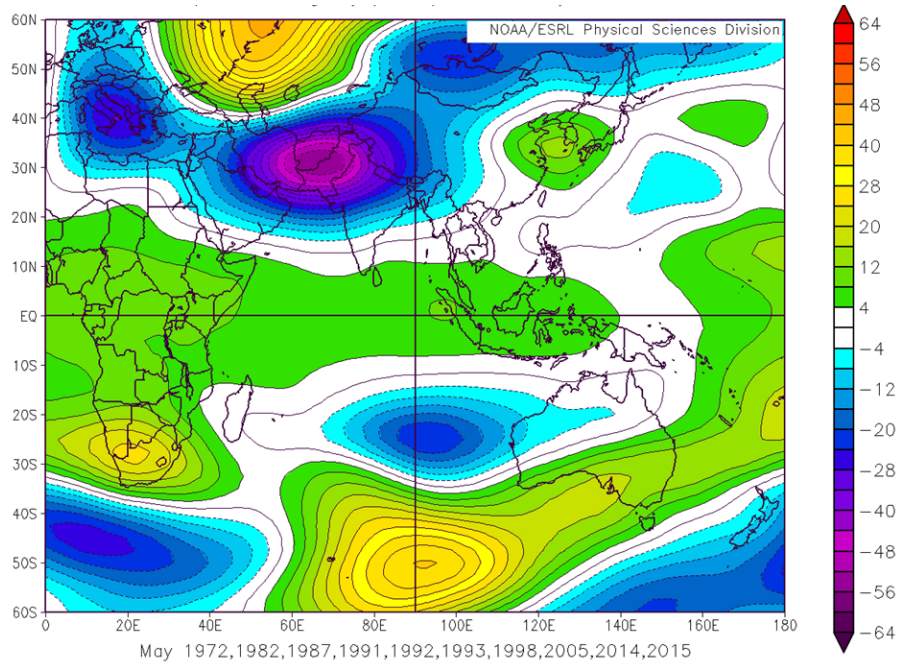 NOAA/ESRL Physical Sciences Division
60N
50N
40N
30N
20N
10N
EQ
10S
20S
30S
40S
50S
60S
0
20E
40E
60E
80E
100E
120E
140E
160E
180
64
56
48
40
28
20
12
4
-4
-12
-20
-28
-40
-48
-56
-64
May 1972,1982,1987,1991,1992,1993,1998,2005,2014,2015